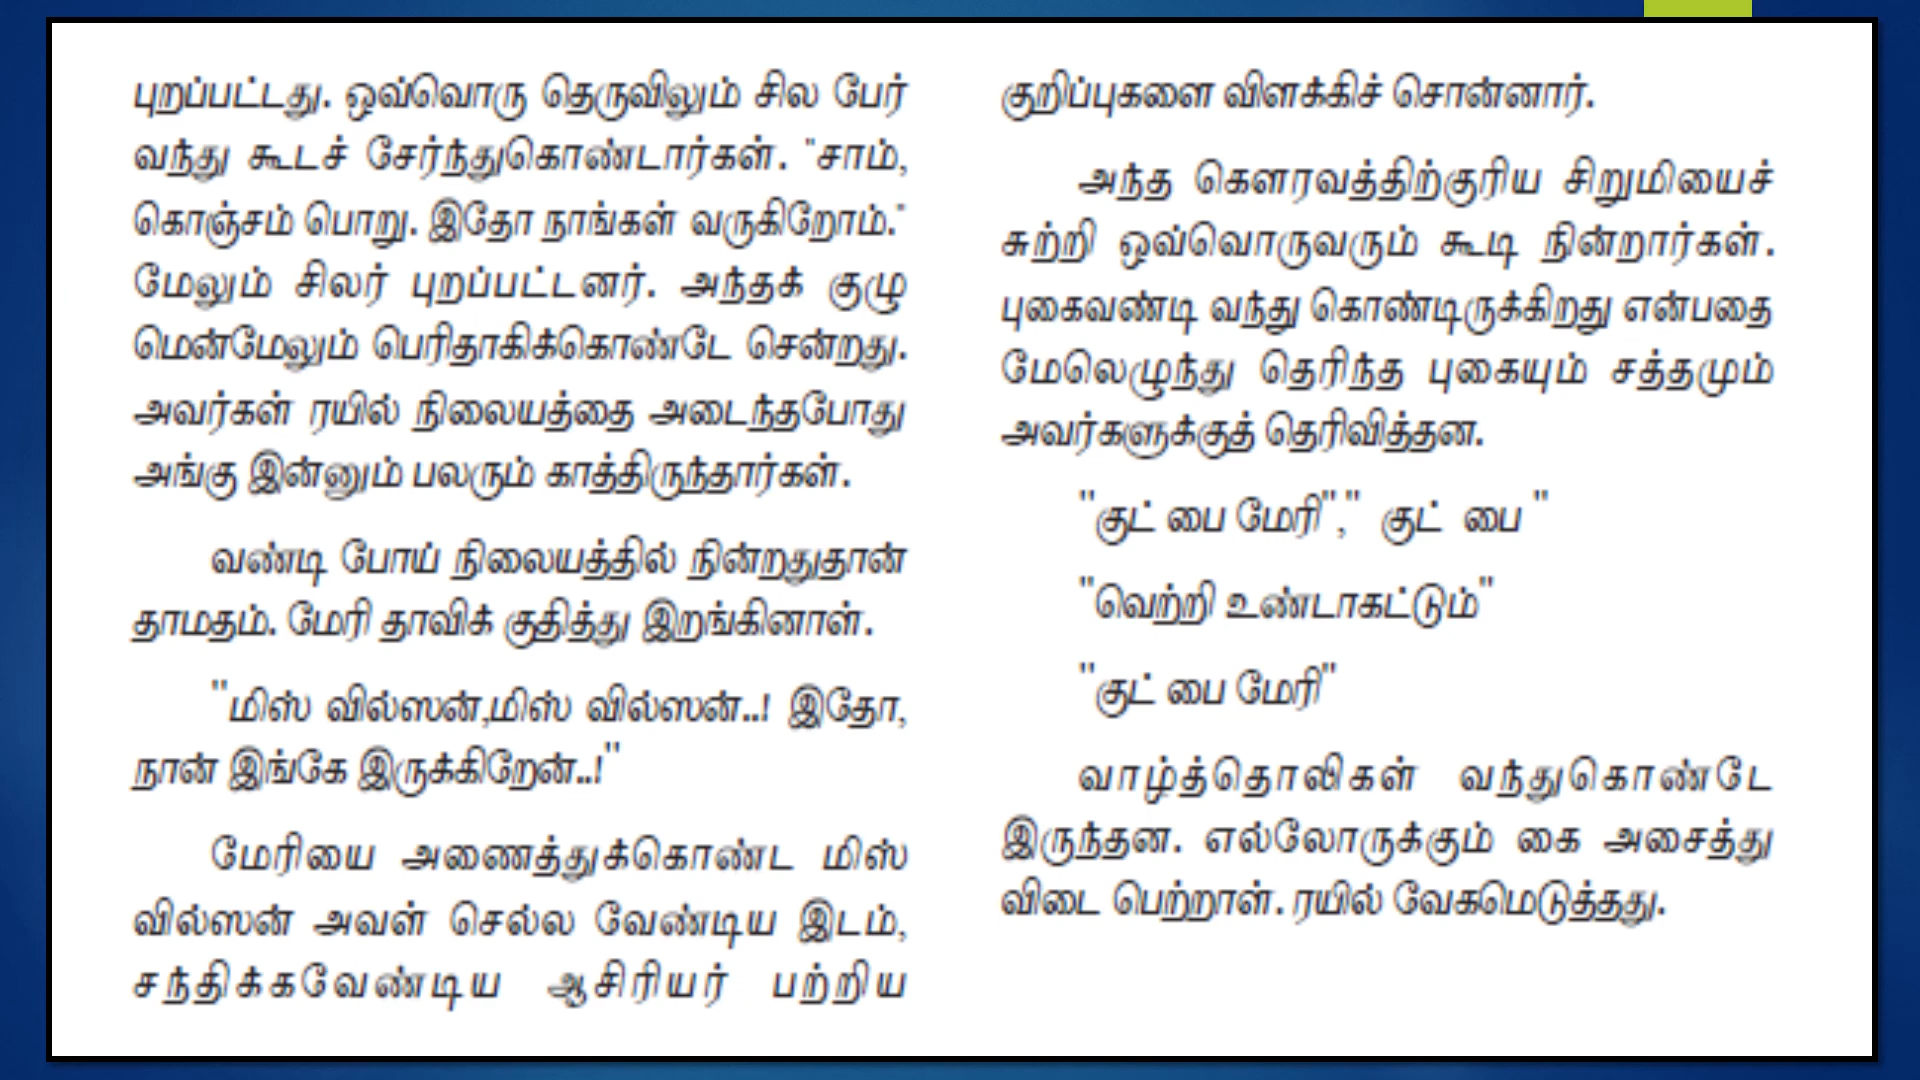 புறப்பட்டது. ஒவ்வொரு தெருவிலும் சில பேர்
வந்து கூடச் சேர்ந்துகொண்டார்கள். "சாம்,
கொஞ்சம் பொறு. இதோ நாங்கள் வருகிறோம்."
மேலும் சிலர் புறப்பட்டனர். அந்தக் குழு
மென்மேலும் பெரிதாகிக்கொண்டே சென்றது.
அவர்கள் ரயில் நிலையத்தை அடைந்தபோது
அங்கு இன்னும் பலரும் காத்திருந்தார்கள்.
வண்டி போய் நிலையத்தில் நின்றதுதான்
தாமதம். மேரி தாவிக் குதித்து இறங்கினாள்.
"மிஸ் வில்ஸன்,மிஸ் வில்ஸன்..! இதோ,
நான் இங்கே இருக்கிறேன்..!"
மேரியை அணைத்துக்கொண்ட மிஸ்
வில்ஸன் அவள் செல்ல வேண்டிய இடம்,
சந்திக்கவேண்டிய ஆசிரியர் பற்றிய
குறிப்புகளை விளக்கிச் சொன்னார்.
அந்த கௌரவத்திற்குரிய சிறுமியைச்
சுற்றி ஒவ்வொருவரும் கூடி நின்றார்கள்.
புகைவண்டி வந்து கொண்டிருக்கிறது என்பதை
மேலெழுந்து தெரிந்த புகையும் சத்தமும்
அவர்களுக்குத் தெரிவித்தன.
"குட் பை மேரி"," குட் பை "
"வெற்றி உண்டாகட்டும்"
"குட் பை மேரி"
வாழ்த்தொலிகள் வந்துகொண்டே
இருந்தன. எல்லோருக்கும் கை அசைத்து
விடை பெற்றாள். ரயில் வேகமெடுத்தது.